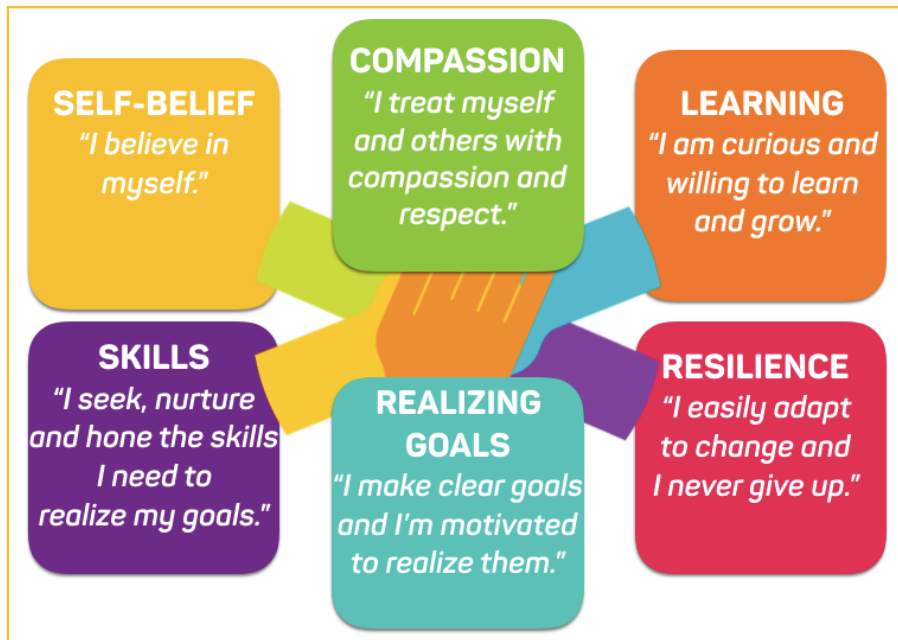 SELF-BELIEF
“I believe in
myself.”
COMPASSION
“I treat myself
and others with
compassion and
respect.”
LEARNING
“I am curious and
willing to learn
and grow.”
SKILLS
“I seek, nurture
and hone the skills
I need to
realize my goals.”
REALIZING
GOALS
“I make clear goals
and I’m motivated
to realize them.”
RESILIENCE
“I easily adapt
to change and
I never give up.”